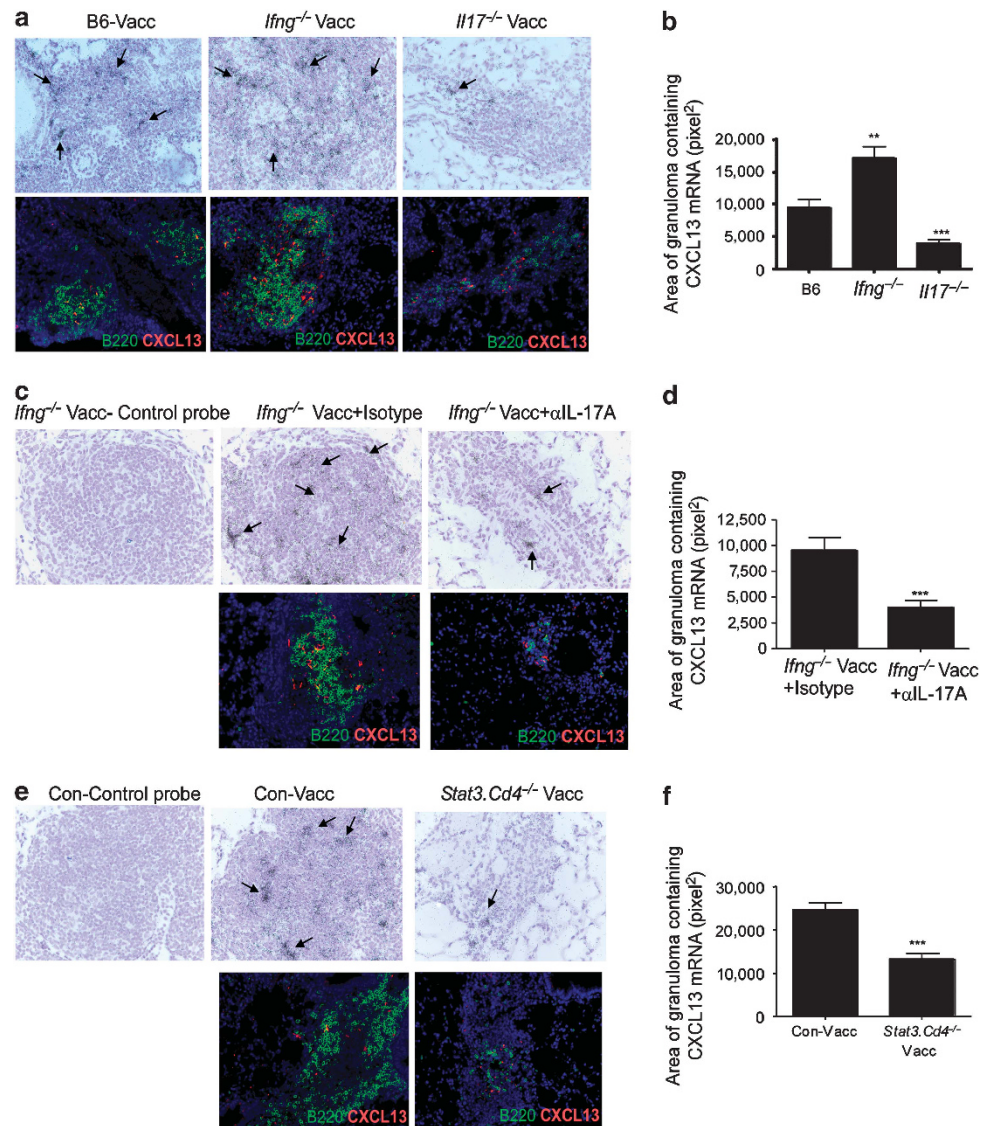 a
B6-Vacc
Ifng-/- Vacc
Il17-/- Vacc
B220 CXCL13
B220 CXCL13
B220 CXCL13
b
Area of granuloma containing
CXCL13 mRNA (pixel²)
20,000
15,000
10,000
5,000
0
**
***
B6
Ifng-/-
Il17-/-
c
Ifng-/- Vacc- Control probe
Ifng-/- Vacc+Isotype
Ifng-/- Vacc+αIL-17A
B220 CXCL13
B220 CXCL13
d
Area of granuloma containing
CXCL13 mRNA (pixel²)
12,500
10,000
7,500
5,000
2,500
0
***
Ifng-/- Vacc
+Isotype
Ifng-/- Vacc
+αIL-17A
e
Con-Control probe
Con-Vacc
Stat3.Cd4-/- Vacc
B220 CXCL13
B220 CXCL13
f
Area of granuloma containing
CXCL13 mRNA (pixel²)
30,000
20,000
10,000
0
***
Con-Vacc
Stat3.Cd4-/-
Vacc